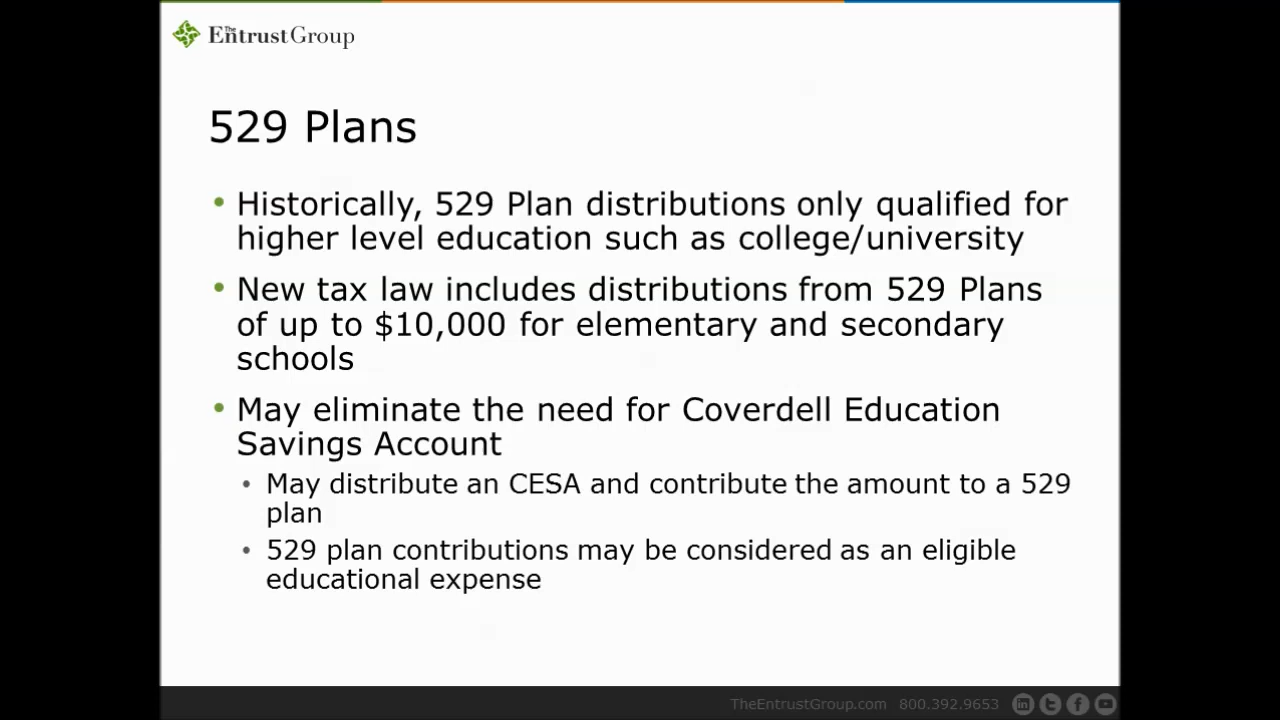 The EntrustGroup
529 Plans
• Historically, 529 Plan distributions only qualified for
higher level education such as college/university
• New tax law includes distributions from 529 Plans
of up to $10,000 for elementary and secondary
schools
• May eliminate the need for Coverdell Education
Savings Account
• May distribute an CESA and contribute the amount to a 529
plan
• 529 plan contributions may be considered as an eligible
educational expense
TheEntrustGroup.com 800.392.9653